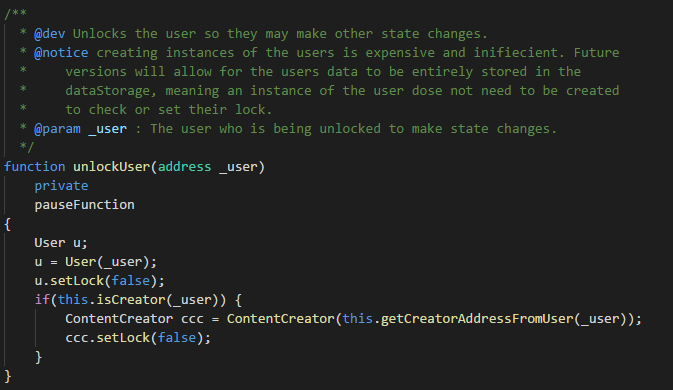 /**
 * @dev Unlocks the user so they may make other state changes.
 * @notice creating instances of the users is expensive and inifiecient. Future
 *     versions will allow for the users data to be entirely stored in the
 *     dataStorage, meaning an instance of the user dose not need to be created
 *     to check or set their lock.
 * @param _user : The user who is being unlocked to make state changes.
 */
function unlockUser(address _user)
    private
    pauseFunction
{
    User u;
    u = User(_user);
    u.setLock(false);
    if(this.isCreator(_user)) {
        ContentCreator ccc = ContentCreator(this.getCreatorAddressFromUser(_user));
        ccc.setLock(false);
    }
}